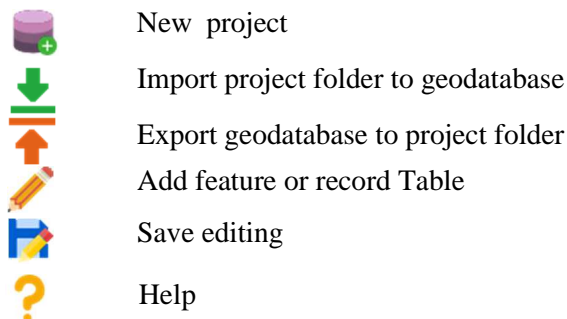 New project
Import project folder to geodatabase
Export geodatabase to project folder
Add feature or record Table
Save editing
Help